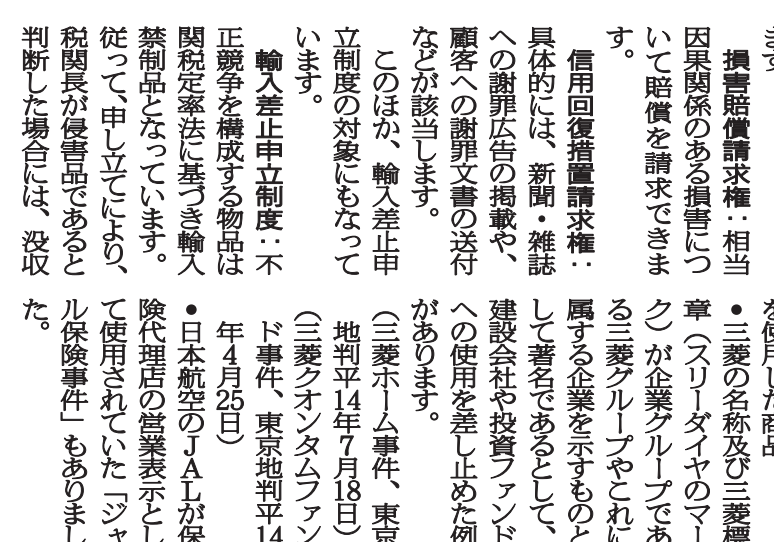 ます
損害賠償請求権：相当
因果関係のある損害につ
いて賠償を請求できま
す。
信用回復措置請求権：
具体的には、新聞・雑誌
への謝罪広告の掲載や、
顧客への謝罪文書の送付
などが該当します。
このほか、輸入差止申
立制度の対象にもなって
います。
輸入差止申立制度：不
正競争を構成する物品は
関税定率法に基づき輸入
禁制品となっています。
従って、申し立てにより、
税関長が侵害品であると
判断した場合には、没収
を使用した商品
●三菱の名称及び三菱標
章（スリーダイヤのマー
ク）が企業グループであ
る三菱グループやこれに
属する企業を示すものと
して著名であるとして、
建設会社や投資ファンド
への使用を差し止めた例
があります。
（三菱ホーム事件、東京
地判平14年7月18日）
（三菱クオンタムファン
ド事件、東京地判平14
年4月25日）
●日本航空のJALが保
険代理店の営業表示とし
て使用されていた「ジャ
ル保険事件」もありまし
た。